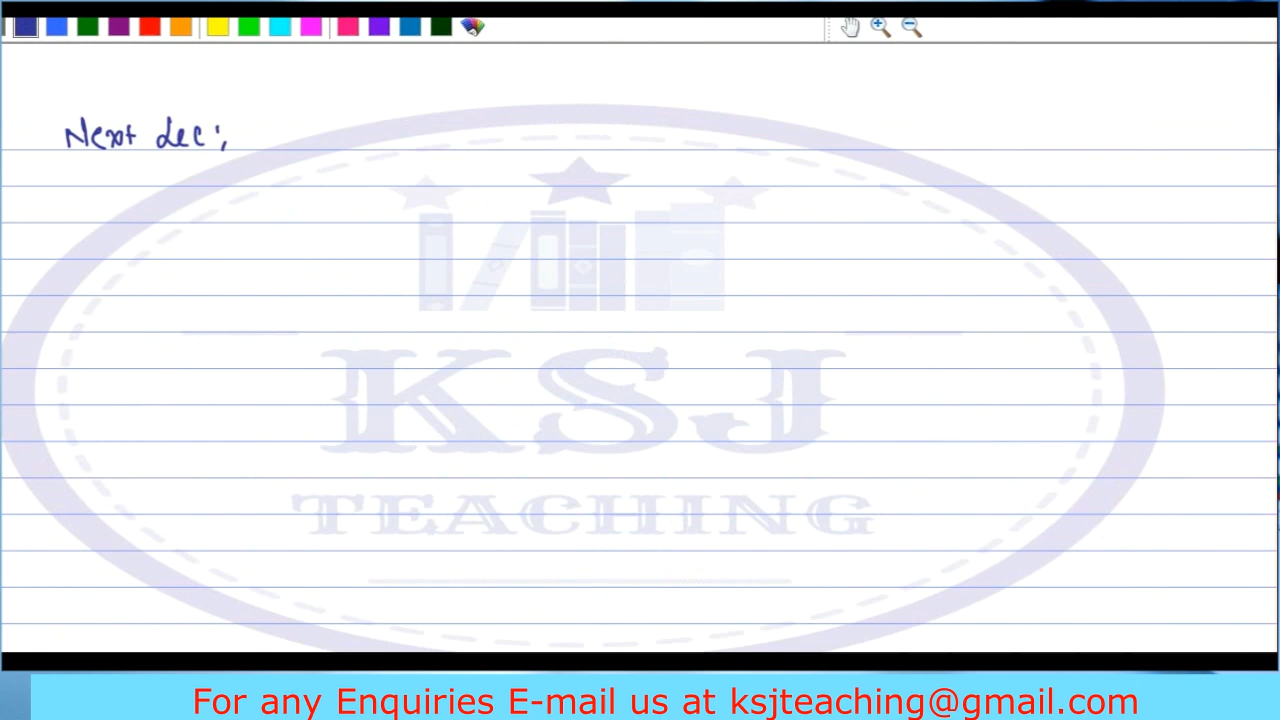 Next Lec:,
KSJ
TEACHING
For any Enquiries E-mail us at ksjteaching@gmail.com